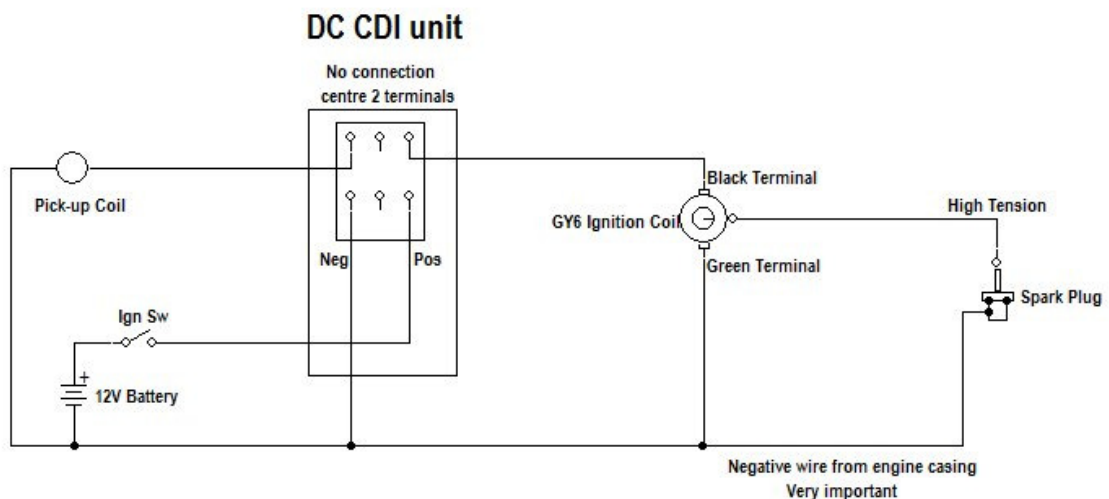 DC CDI unit
No connection
centre 2 terminals
Black Terminal
Pick-up Coil
GY6 Ignition Coil
High Tension
Neg
Pos
Green Terminal
Spark Plug
Ign Sw
+
12V Battery
Negative wire from engine casing
Very important